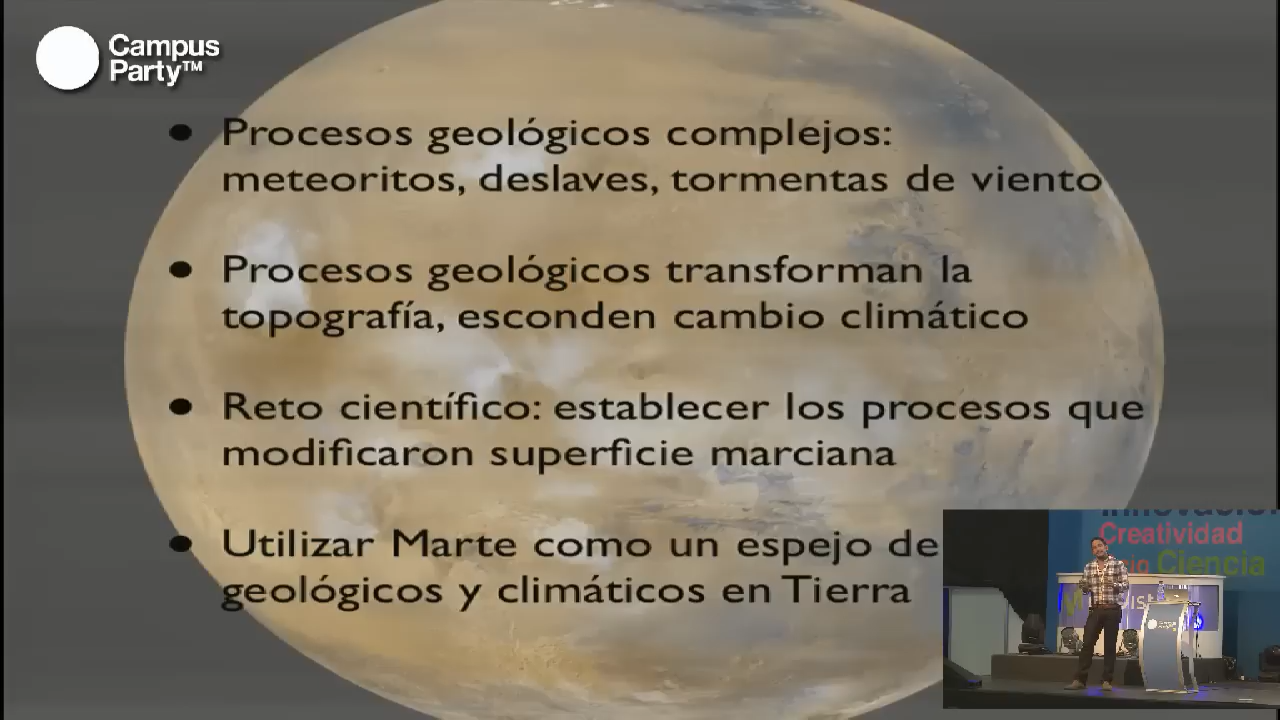 Campus
Party™
• Procesos geológicos complejos:
meteoritos, deslaves, tormentas de viento
• Procesos geológicos transforman la
topografía, esconden cambio climático
• Reto científico: establecer los procesos que
modificaron superficie marciana
• Utilizar Marte como un espejo de
geológicos y climáticos en Tierra
Creatividad
Ciencia